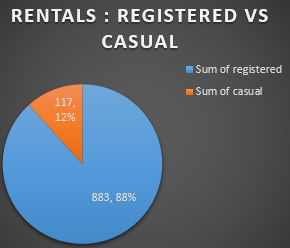 RENTALS : REGISTERED VS
CASUAL
Sum of registered
Sum of casual
117,
12%
883, 88%